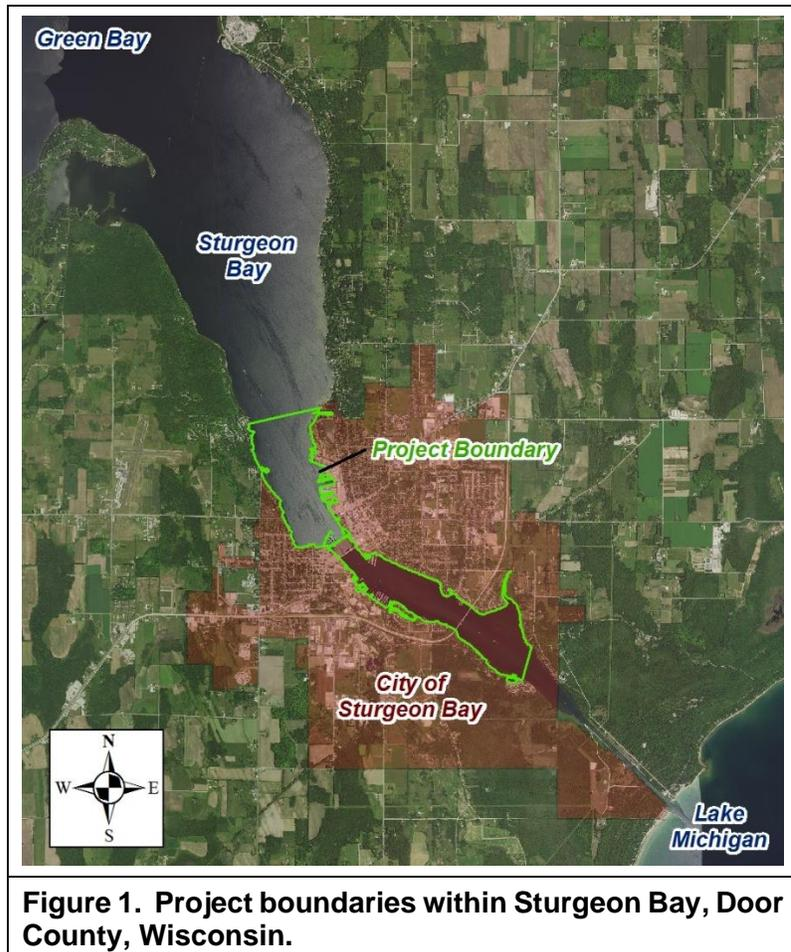 Green Bay
Sturgeon
Bay
Project Boundary
City of
Sturgeon Bay
N
W E
S
Lake
Michigan
Figure 1. Project boundaries within Sturgeon Bay, Door
County, Wisconsin.